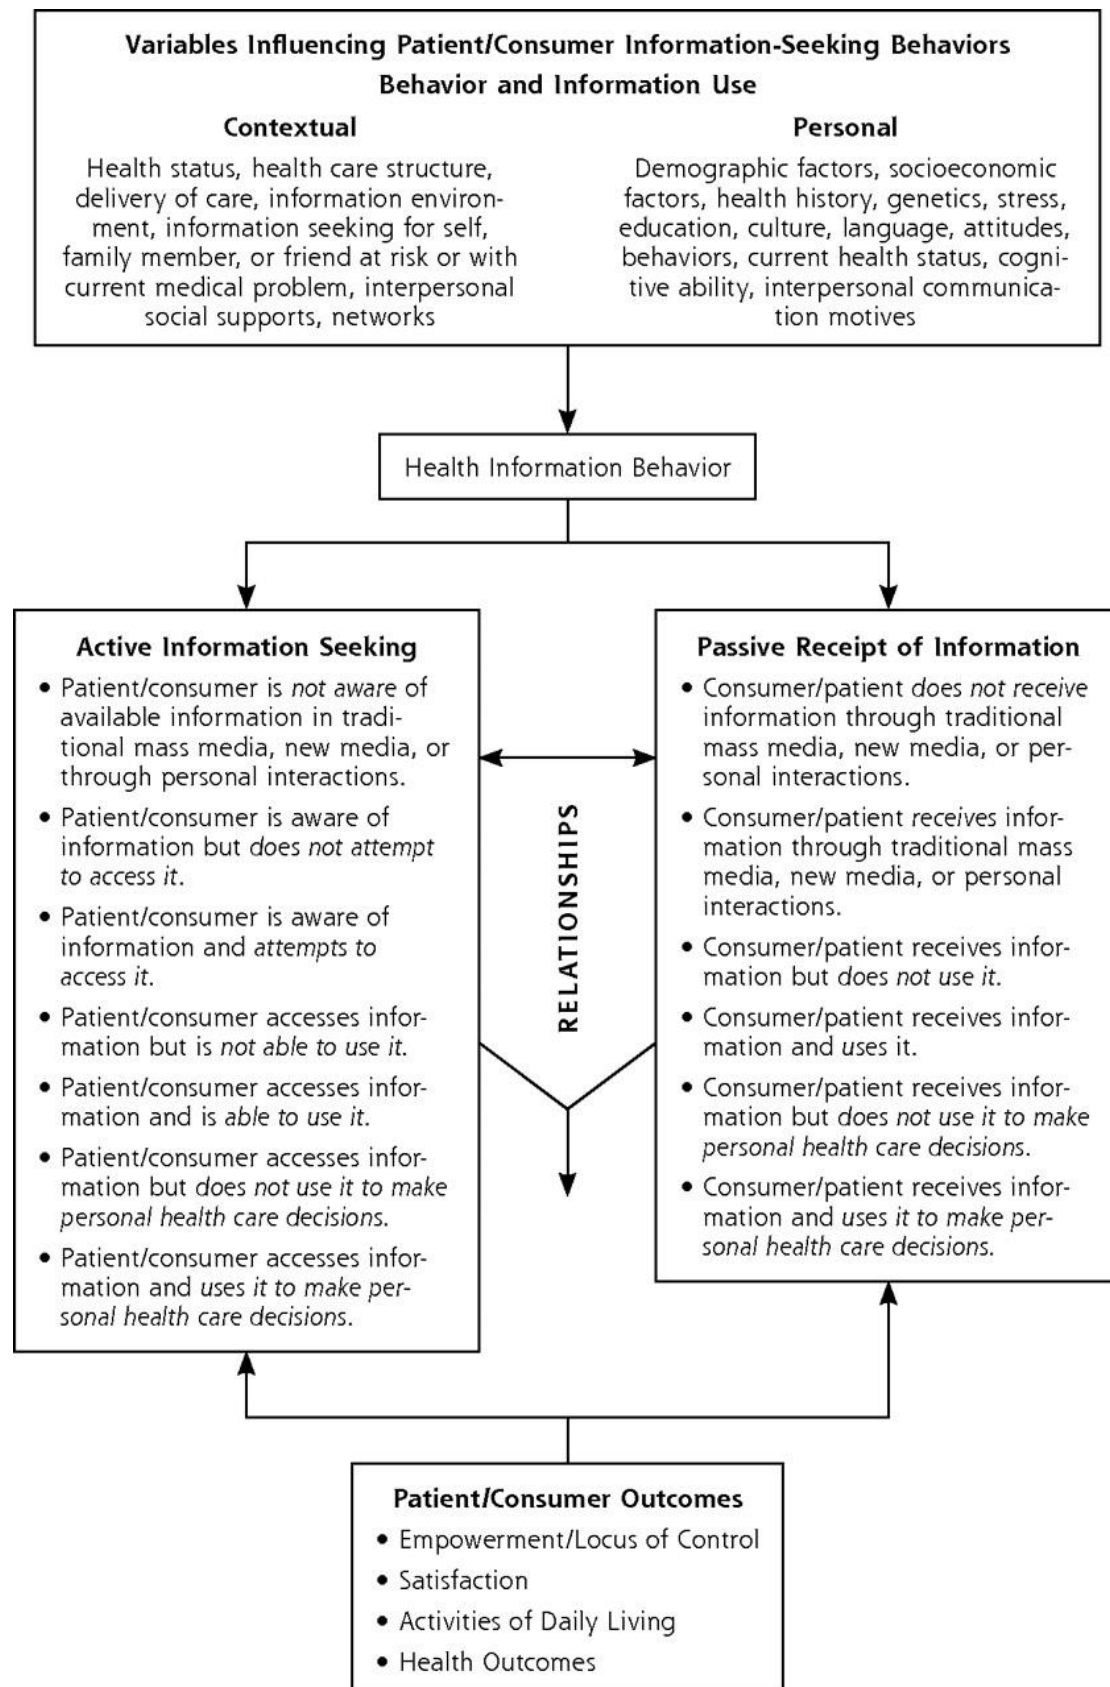 Variables Influencing Patient/Consumer Information-Seeking Behaviors
Behavior and Information Use
Contextual
Health status, health care structure,
delivery of care, information environ-
ment, information seeking for self,
family member, or friend at risk or with
current medical problem, interpersonal
social supports, networks
Personal
Demographic factors, socioeconomic
factors, health history, genetics, stress,
education, culture, language, attitudes,
behaviors, current health status, cogni-
tive ability, interpersonal communica-
tion motives
Health Information Behavior
Active Information Seeking
• Patient/consumer is not aware of
available information in tradi-
tional mass media, new media, or
through personal interactions.
• Patient/consumer is aware of
information but does not attempt
to access it.
• Patient/consumer is aware of
information and attempts to
access it.
• Patient/consumer accesses infor-
mation but is not able to use it.
• Patient/consumer accesses infor-
mation and is able to use it.
• Patient/consumer accesses infor-
mation but does not use it to make
personal health care decisions.
• Patient/consumer accesses infor-
mation and uses it to make per-
sonal health care decisions.
RELATIONSHIPS
Passive Receipt of Information
• Consumer/patient does not receive
information through traditional
mass media, new media, or per-
sonal interactions.
• Consumer/patient receives infor-
mation through traditional mass
media, new media, or personal
interactions.
• Consumer/patient receives infor-
mation but does not use it.
• Consumer/patient receives infor-
mation and uses it.
• Consumer/patient receives infor-
mation but does not use it to make
personal health care decisions.
• Consumer/patient receives infor-
mation and uses it to make per-
sonal health care decisions.
Patient/Consumer Outcomes
• Empowerment/Locus of Control
• Satisfaction
• Activities of Daily Living
• Health Outcomes